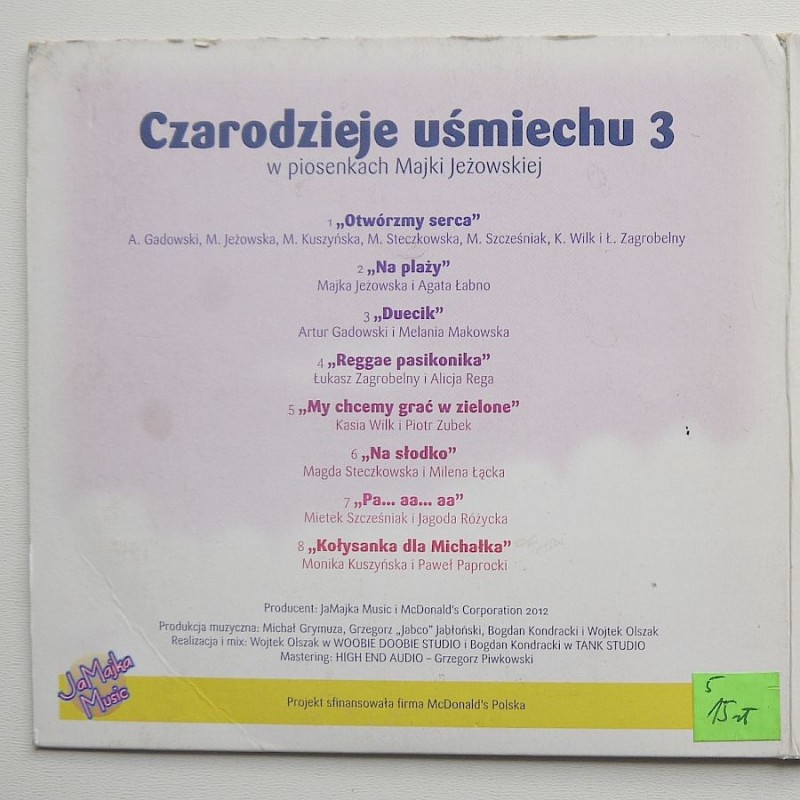 Czarodzieje uśmiechu 3
w piosenkach Majki Jeżowskiej
1 „Otwórzmy serca”
A. Gadowski, M. Jeżowska, M. Kuszyńska, M. Steczkowska, M. Szcześniak, K. Wilk i Ł. Zagrobelny
2 „Na plaży”
Majka Jeżowska i Agata Łabno
3 „Duecik”
Artur Gadowski i Melania Makowska
4 „Reggae pasikonika”
Łukasz Zagrobelny i Alicja Rega
5 „My chcemy grać w zielone”
Kasia Wilk i Piotr Zubek
6 „Na słodko”
Magda Steczkowska i Milena Łącka
7 „Pa... aa... aa”
Mietek Szcześniak i Jagoda Różycka
8 „Kołysanka dla Michałka”
Monika Kuszyńska i Paweł Paprocki
Producent: JaMajka Music i McDonald's Corporation 2012
Produkcja muzyczna: Michał Grymuza, Grzegorz „Jabco” Jabłoński, Bogdan Kondracki i Wojtek Olszak
Realizacja i mix: Wojtek Olszak w WOOBIE DOOBIE STUDIO i Bogdan Kondracki w TANK STUDIO
Mastering: HIGH END AUDIO – Grzegorz Piwkowski
JaMajka
Music
Projekt sfinansowała firma McDonald's Polska
5
15 zł